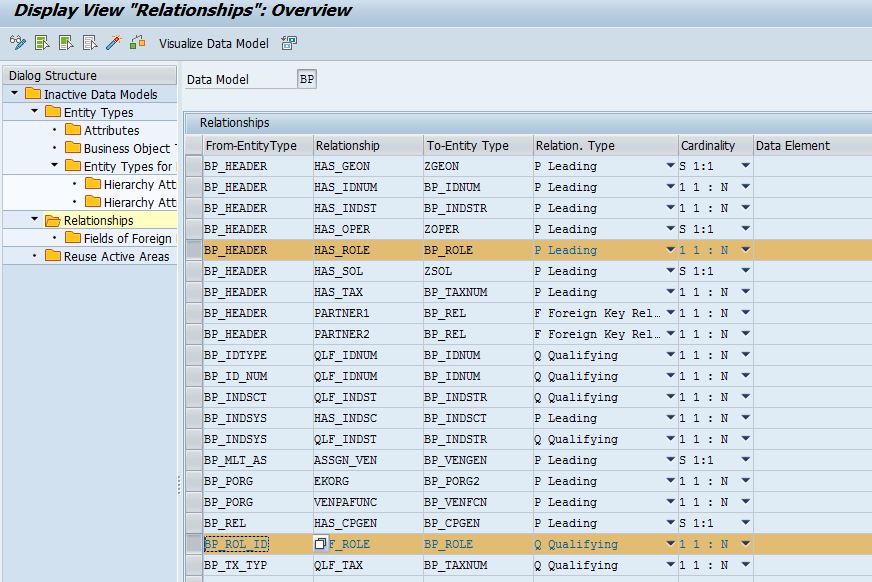 Display View "Relationships": Overview
Visualize Data Model
Dialog Structure
Inactive Data Models
Entity Types
Attributes
Business Object T
Entity Types for
Hierarchy Att
Hierarchy Att
Relationships
Fields of Foreign
Reuse Active Areas
Data Model BP
Relationships
From-EntityType Relationship To-Entity Type Relation. Type Cardinality Data Element
BP_HEADER HAS_GEON ZGEON P Leading S 1:1
BP_HEADER HAS_IDNUM BP_IDNUM P Leading 1 1 : N
BP_HEADER HAS_INDST BP_INDSTR P Leading 1 1 : N
BP_HEADER HAS_OPER ZOPER P Leading S 1:1
BP_HEADER HAS_ROLE BP_ROLE P Leading 1 1 : N
BP_HEADER HAS_SOL ZSOL P Leading S 1:1
BP_HEADER HAS_TAX BP_TAXNUM P Leading 1 1 : N
BP_HEADER PARTNER1 BP_REL F Foreign Key Rel… 1 1 : N
BP_HEADER PARTNER2 BP_REL F Foreign Key Rel… 1 1 : N
BP_IDTYPE QLF_IDNUM BP_IDNUM Q Qualifying 1 1 : N
BP_ID_NUM QLF_IDNUM BP_IDNUM Q Qualifying 1 1 : N
BP_INDSCT QLF_INDST BP_INDSTR Q Qualifying 1 1 : N
BP_INDSYS HAS_INDSC BP_INDSCT P Leading 1 1 : N
BP_INDSYS QLF_INDST BP_INDSTR Q Qualifying 1 1 : N
BP_MLT_AS ASSGN_VEN BP_VENGEN P Leading S 1:1
BP_PORG EKORG BP_PORG2 P Leading 1 1 : N
BP_PORG VENPAFUNC BP_VENFCN P Leading 1 1 : N
BP_REL HAS_CPGEN BP_CPGEN P Leading S 1:1
BP_ROL_ID F_ROLE BP_ROLE Q Qualifying 1 1 : N
BP_TX_TYP QLF_TAX BP_TAXNUM Q Qualifying 1 1 : N